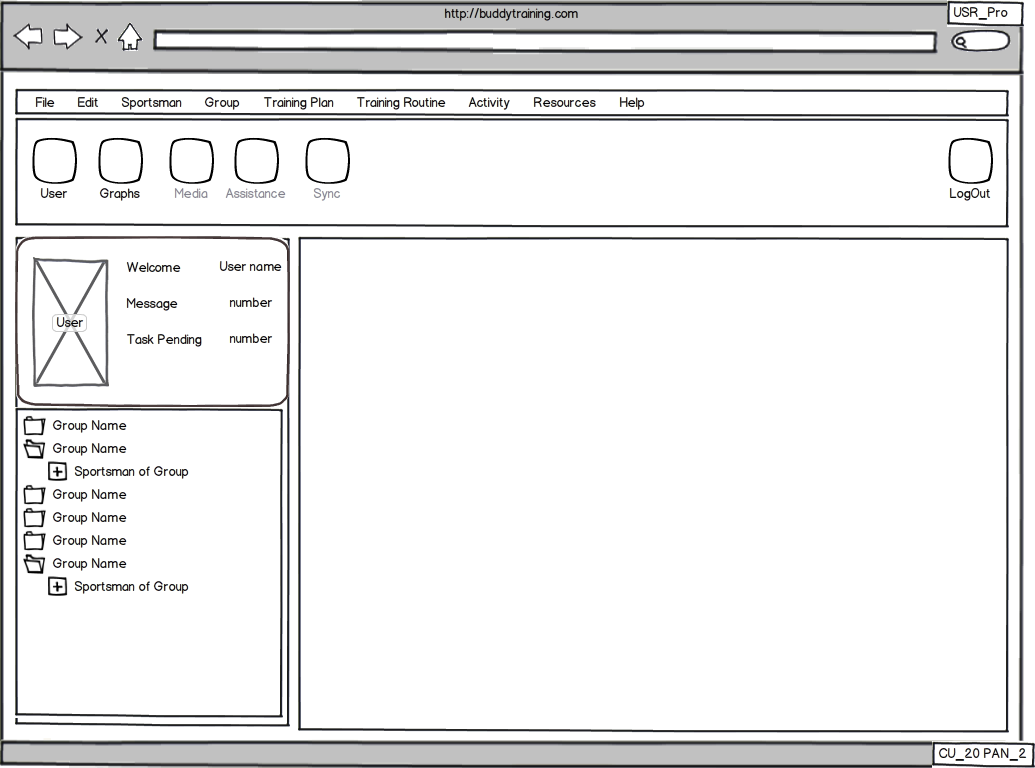 http://buddytraining.com
USR_Pro
File Edit Sportsman Group Training Plan Training Routine Activity Resources Help
User Graphs Media Assistance Sync LogOut
Welcome User name
Message number
User
Task Pending number
Group Name
Group Name
Sportsman of Group
Group Name
Group Name
Group Name
Group Name
Sportsman of Group
CU_20 PAN_2